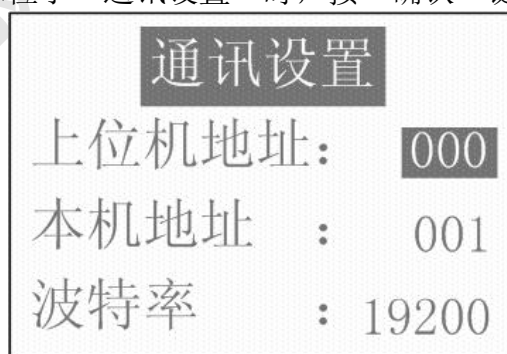 通讯设置
上位机地址： 000
本机地址 ： 001
波特率 ： 19200